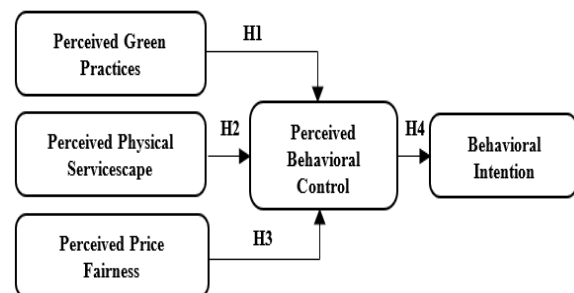 Perceived Green
Practices
H1
Perceived Physical
Servicescape
H2
Perceived
Behavioral
Control
H4
Behavioral
Intention
Perceived Price
Fairness
H3